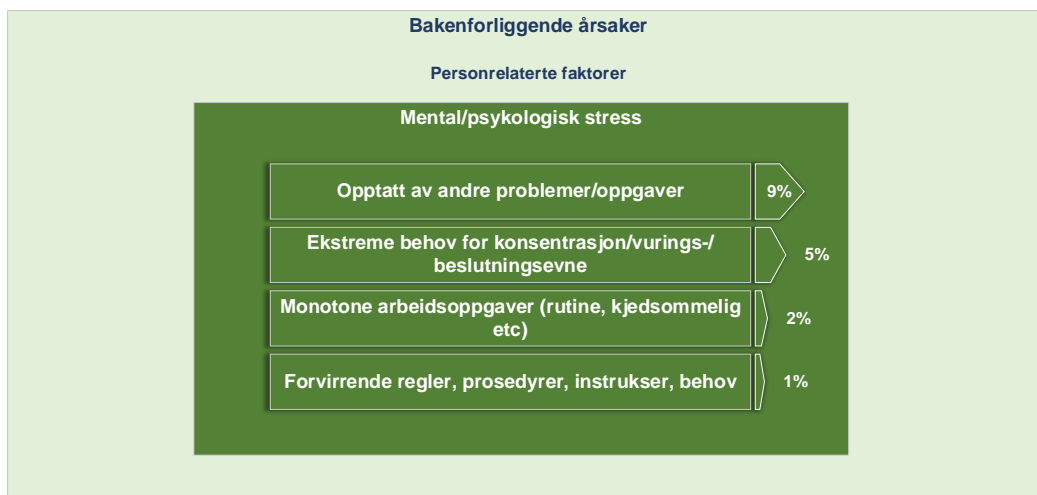 Bakenforliggende årsaker
Personrelaterte faktorer
Mental/psykologisk stress
Opptatt av andre problemer/oppgaver
9%
Ekstreme behov for konsentrasjon/vurings-/
beslutningsevne
5%
Monotone arbeidsoppgaver (rutine, kjedsommelig
etc)
2%
Forvirrende regler, prosedyrer, instrukser, behov
1%